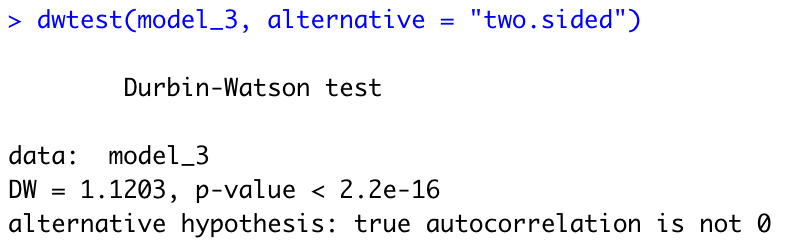 > dwtest(model_3, alternative = "two.sided")
Durbin-Watson test
data:  model_3
DW = 1.1203, p-value < 2.2e-16
alternative hypothesis: true autocorrelation is not 0